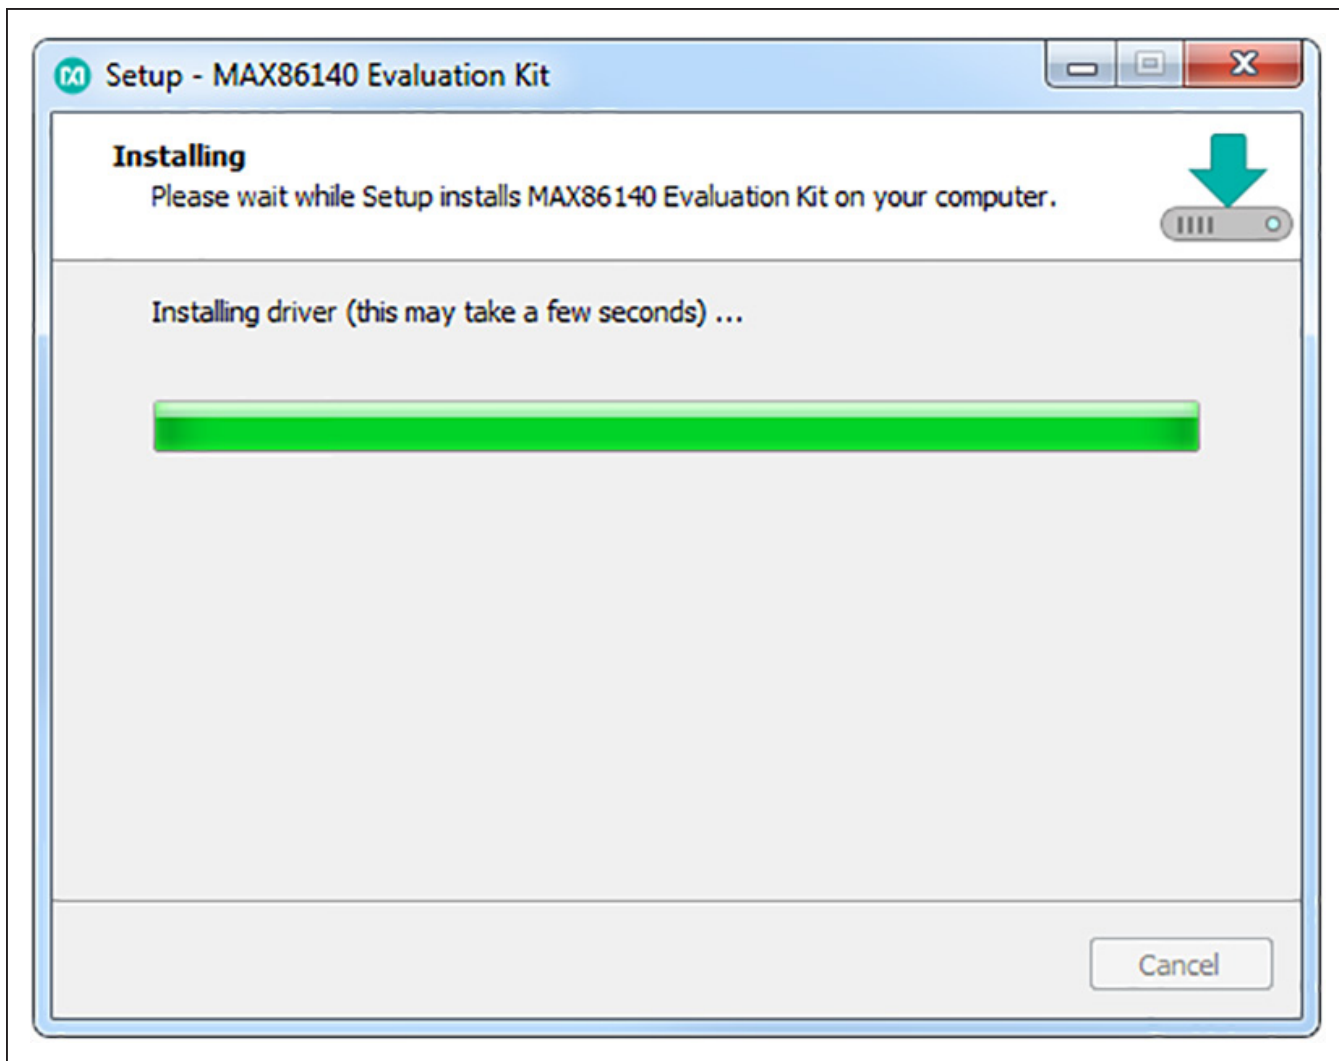 Setup - MAX86140 Evaluation Kit
Installing
Please wait while Setup installs MAX86140 Evaluation Kit on your computer.
Installing driver (this may take a few seconds) ...
Cancel